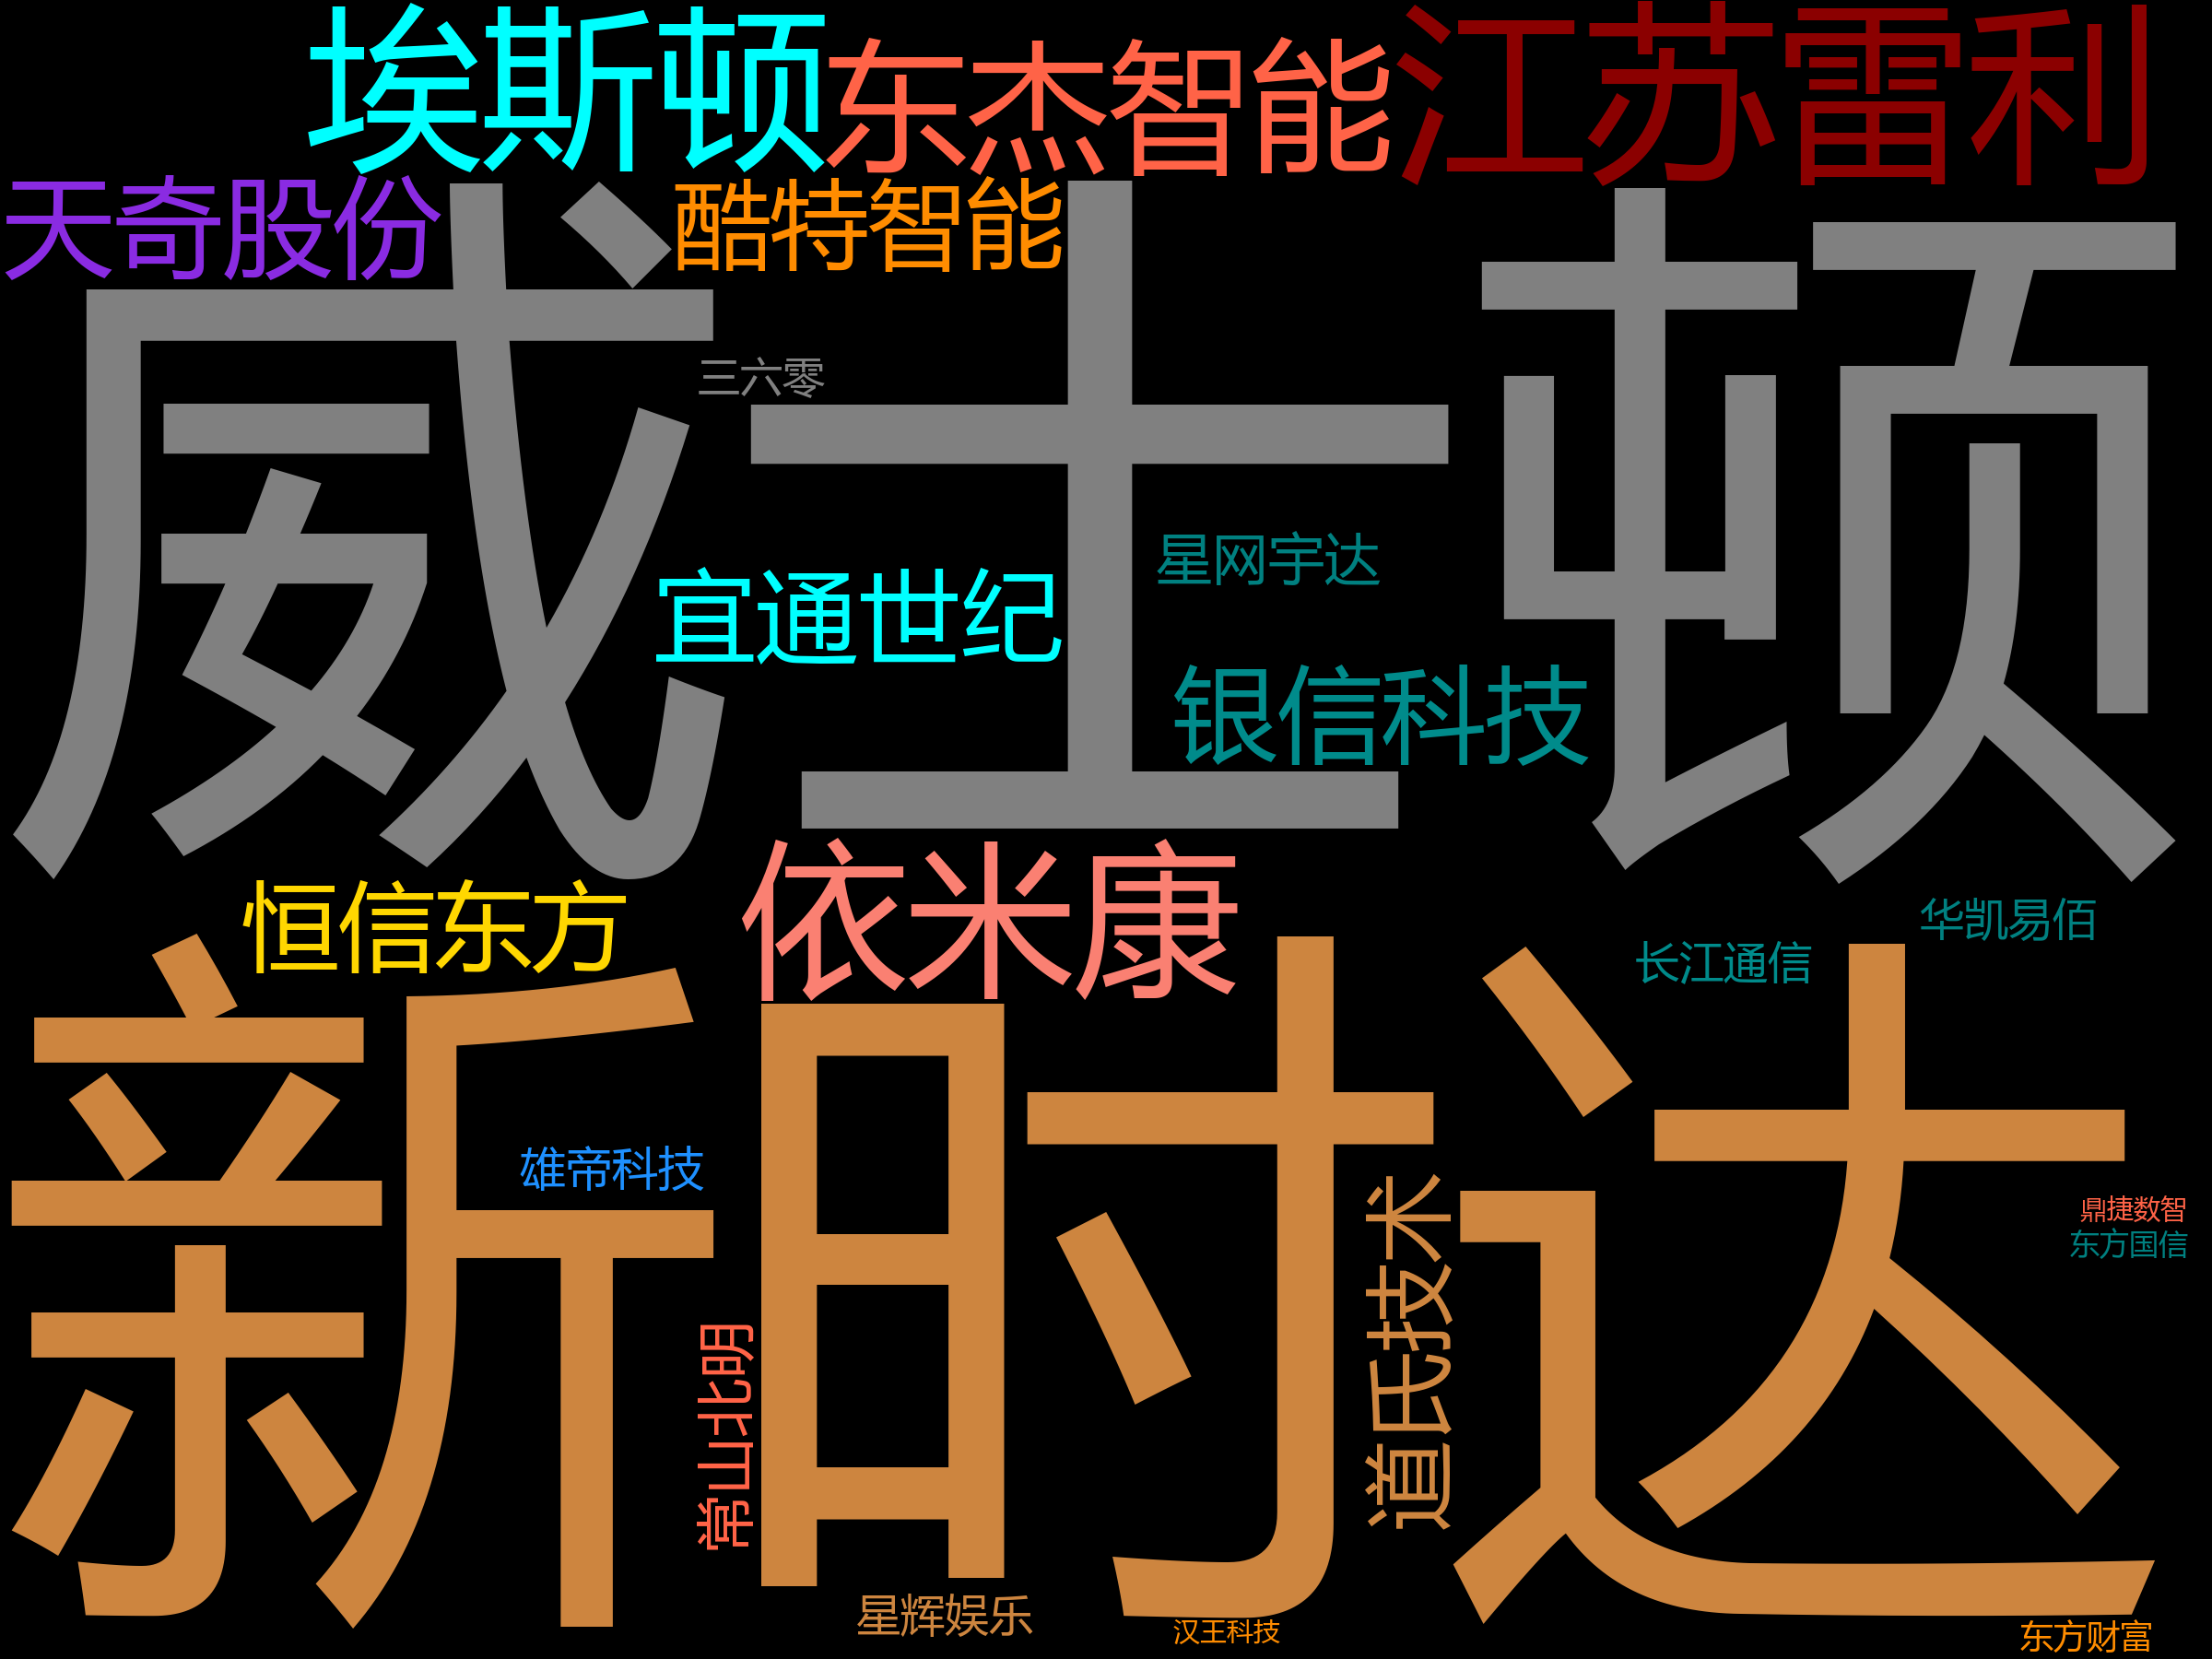 埃斯顿
东杰智能
江苏雷利
天奇股份
酷特智能
威士顿
三六零
星网宇达
宜通世纪
银信科技
依米康
恒信东方
华凯易佰
长江通信
新时达
雄帝科技
道氏技术
鼎捷数智
东方国信
常山北明
星辉娱乐
汉王科技
东方财富